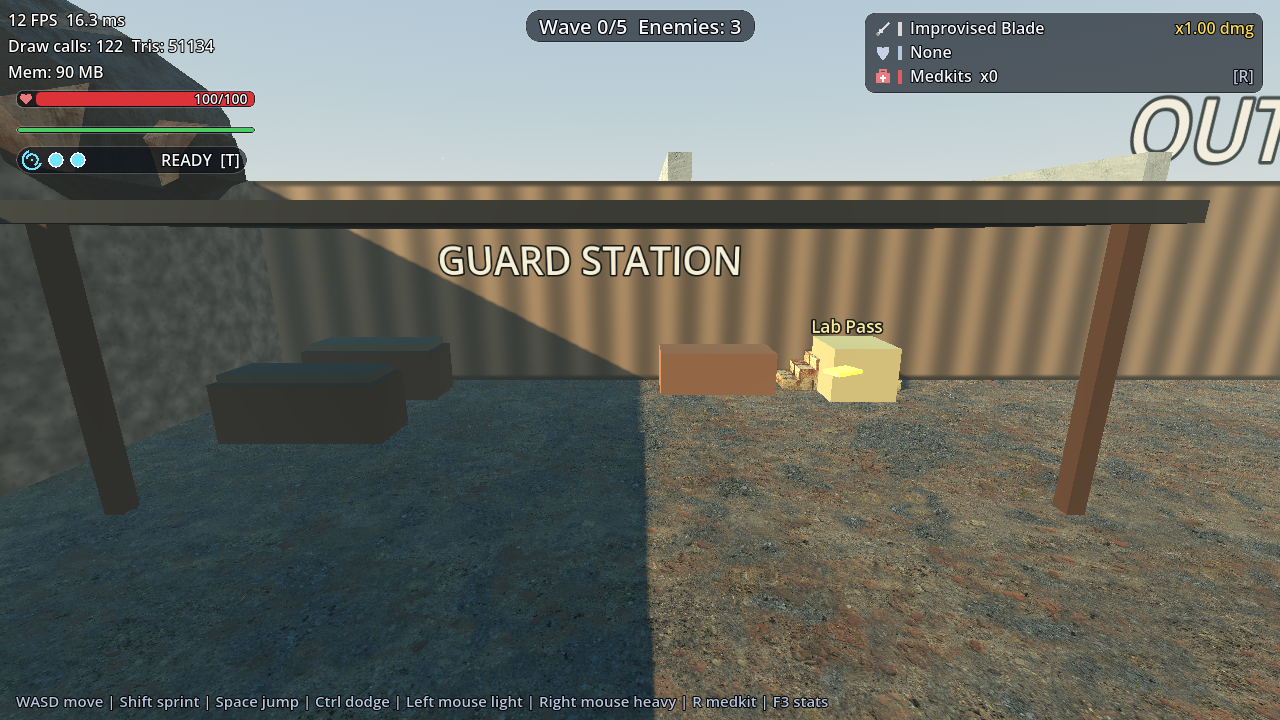 12 FPS 16.3 ms
Draw calls: 122 Tris: 51134
Mem: 90 MB
100/100
READY [T]
Wave 0/5 Enemies: 3
Improvised Blade x1.00 dmg
None
Medkits x0 [R]
OUT
GUARD STATION
Lab Pass
WASD move | Shift sprint | Space jump | Ctrl dodge | Left mouse light | Right mouse heavy | R medkit | F3 stats